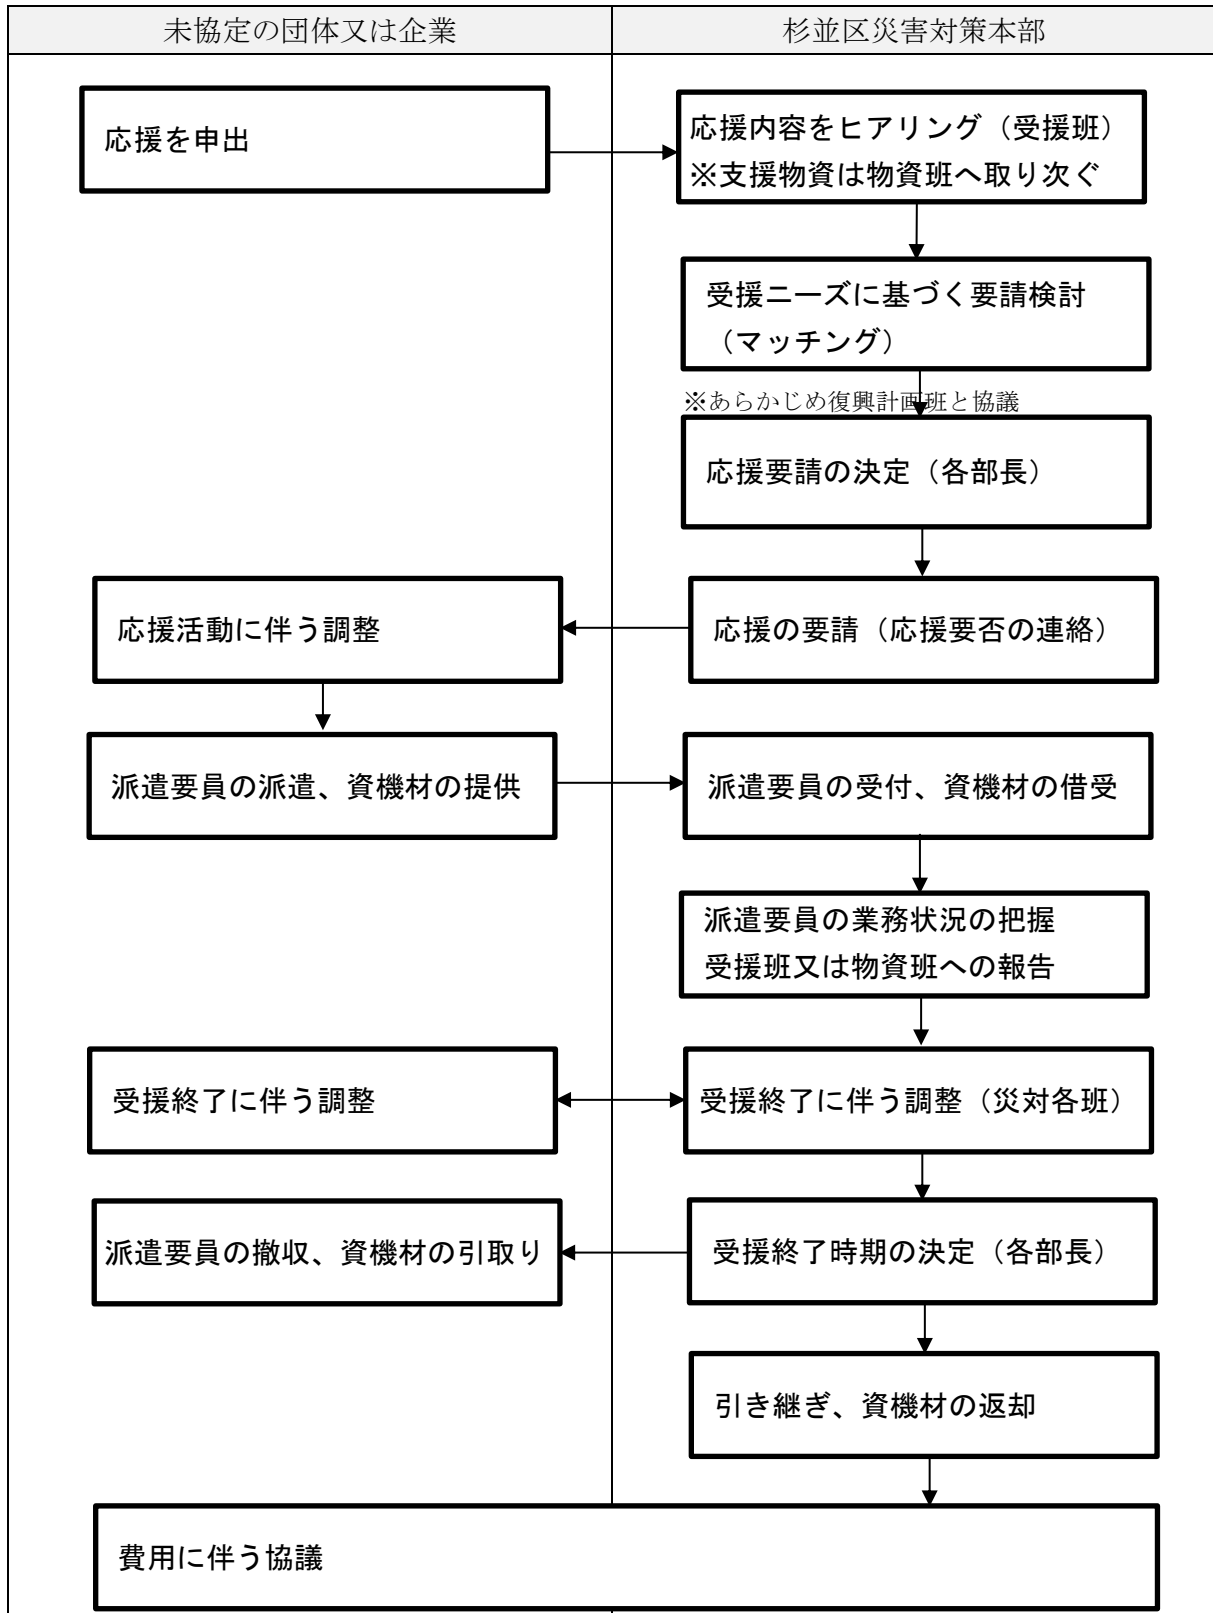 未協定の団体又は企業
杉並区災害対策本部
応援を申出
応援内容をヒアリング（受援班）
※支援物資は物資班へ取り次ぐ
受援ニーズに基づく要請検討
（マッチング）
※あらかじめ復興計画班と協議
応援要請の決定（各部長）
応援活動に伴う調整
応援の要請（応援要否の連絡）
派遣要員の派遣、資機材の提供
派遣要員の受付、資機材の借受
派遣要員の業務状況の把握
受援班又は物資班への報告
受援終了に伴う調整
受援終了に伴う調整（災対各班）
派遣要員の撤収、資機材の引取り
受援終了時期の決定（各部長）
引き継ぎ、資機材の返却
費用に伴う協議